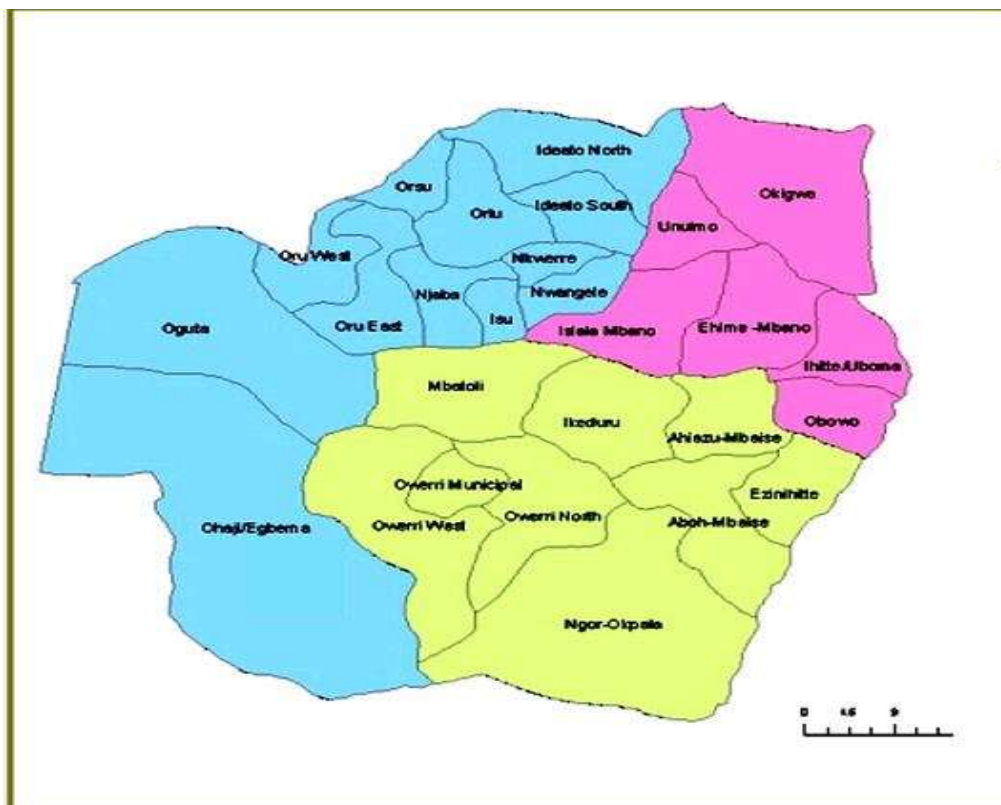 Ideato North
Orsu
Okigwe
Orlu
Ideato South
Unuimo
Oru West
Nkwerre
Njaba
Nwangele
Oguta
Oru East
Isu
Isiala Mbano
Ehime -Mbano
Ihitte/Uboma
Mbaitoli
Ikeduru
Obowo
Ahiazu-Mbaise
Owerri Municipal
Ezinihitte
Ohaji/Egbema
Owerri West
Owerri North
Aboh-Mbaise
Ngor-Okpala
0 4.5 9